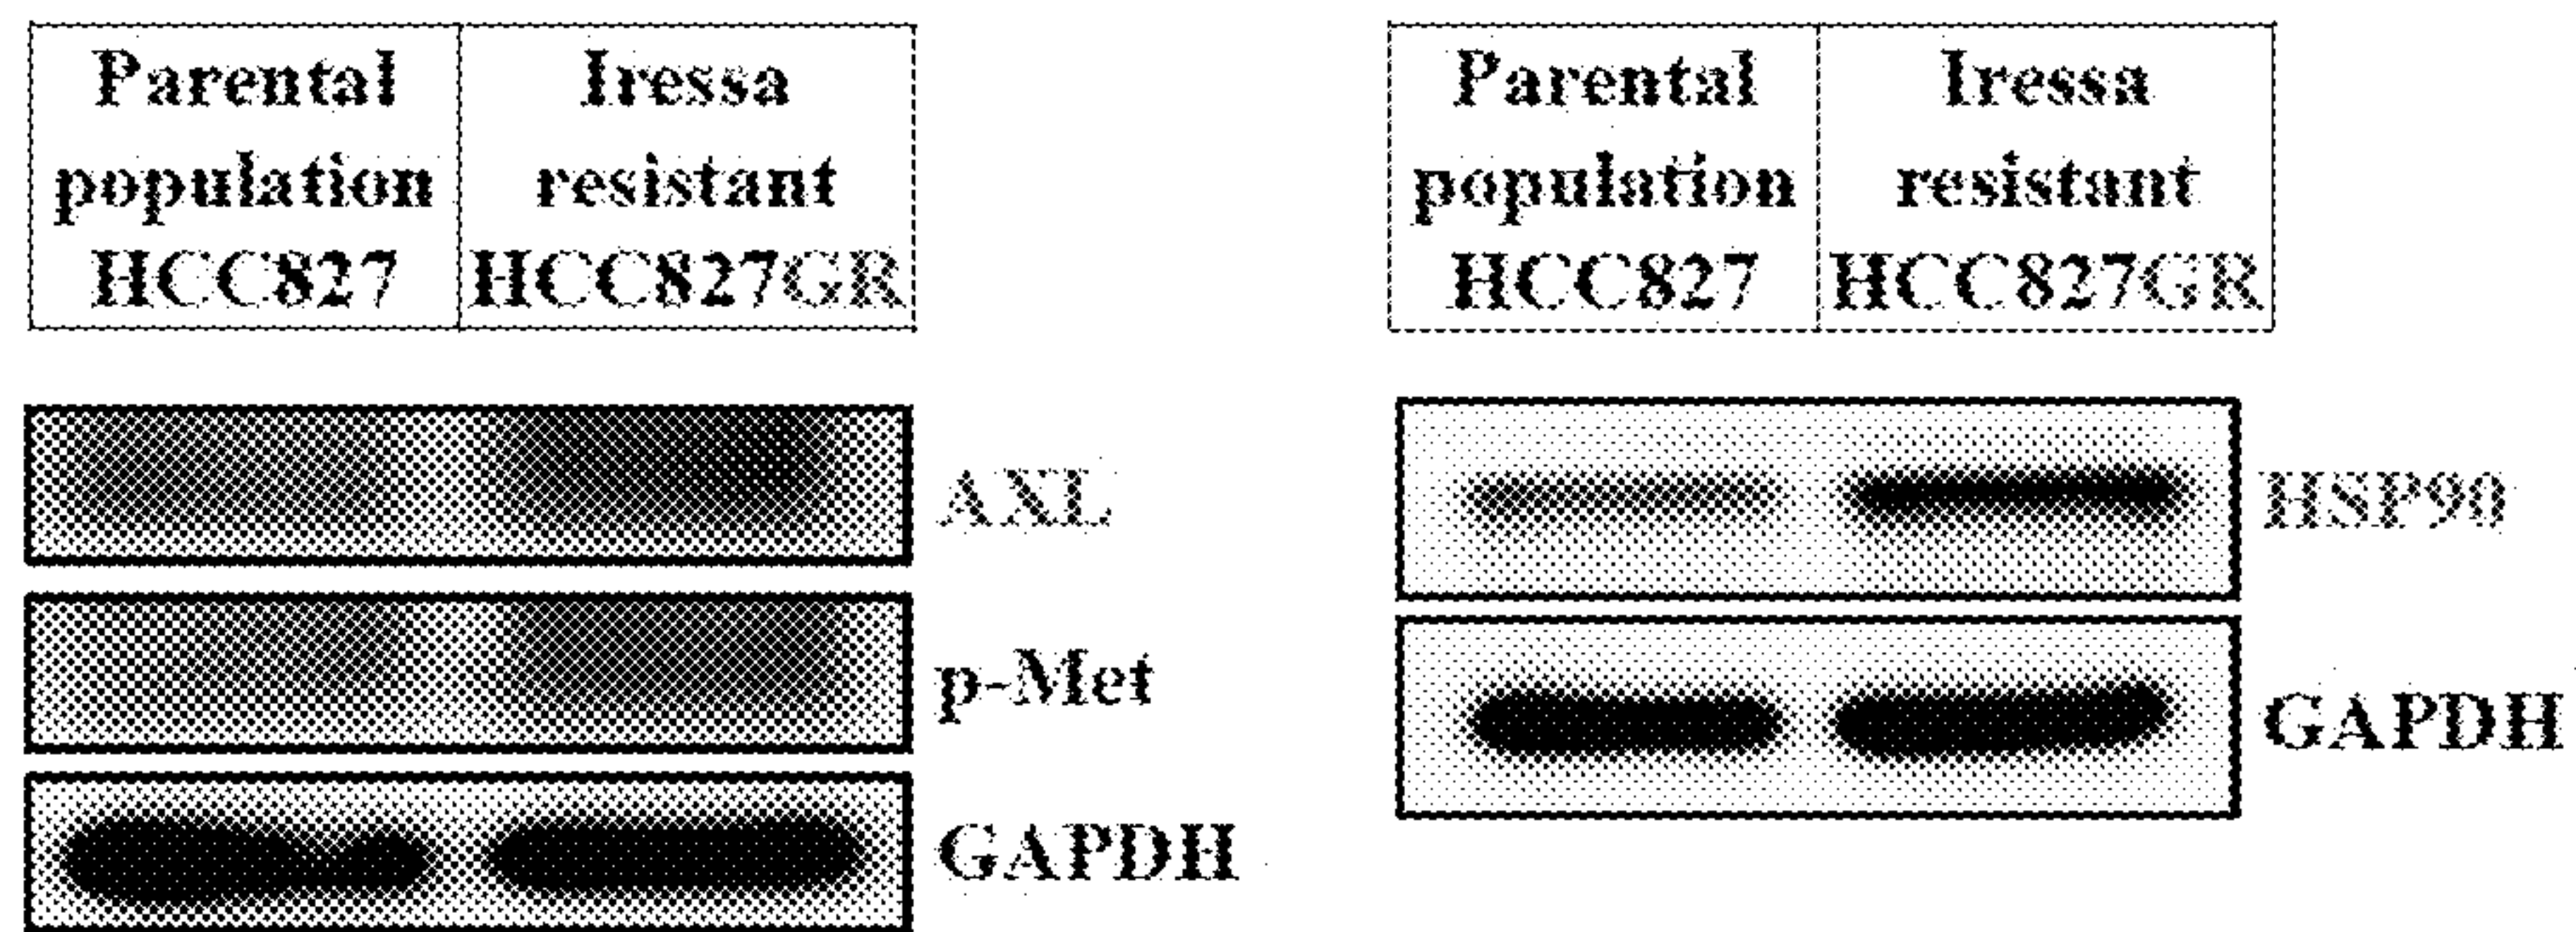 Parental
population
HCC827
Iressa
resistant
HCC827GR
AXL
p-Met
GAPDH
Parental
population
HCC827
Iressa
resistant
HCC827GR
HSP90
GAPDH